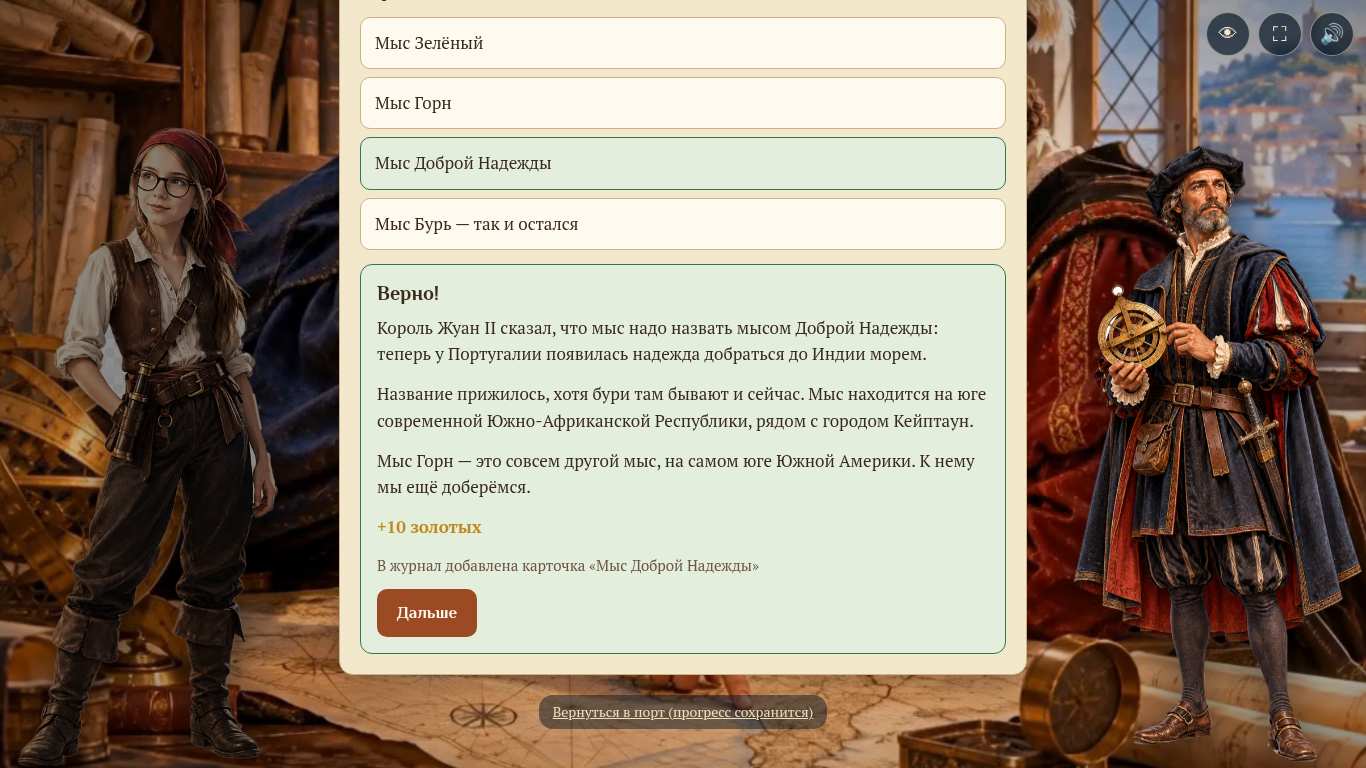 Мыс Зелёный
Мыс Горн
Мыс Доброй Надежды
Мыс Бурь — так и остался
Верно!
Король Жуан II сказал, что мыс надо назвать мысом Доброй Надежды:
теперь у Португалии появилась надежда добраться до Индии морем.
Название прижилось, хотя бури там бывают и сейчас. Мыс находится на юге
современной Южно-Африканской Республики, рядом с городом Кейптаун.
Мыс Горн — это совсем другой мыс, на самом юге Южной Америки. К нему
мы ещё доберёмся.
+10 золотых
В журнал добавлена карточка «Мыс Доброй Надежды»
Дальше
Вернуться в порт (прогресс сохранится)